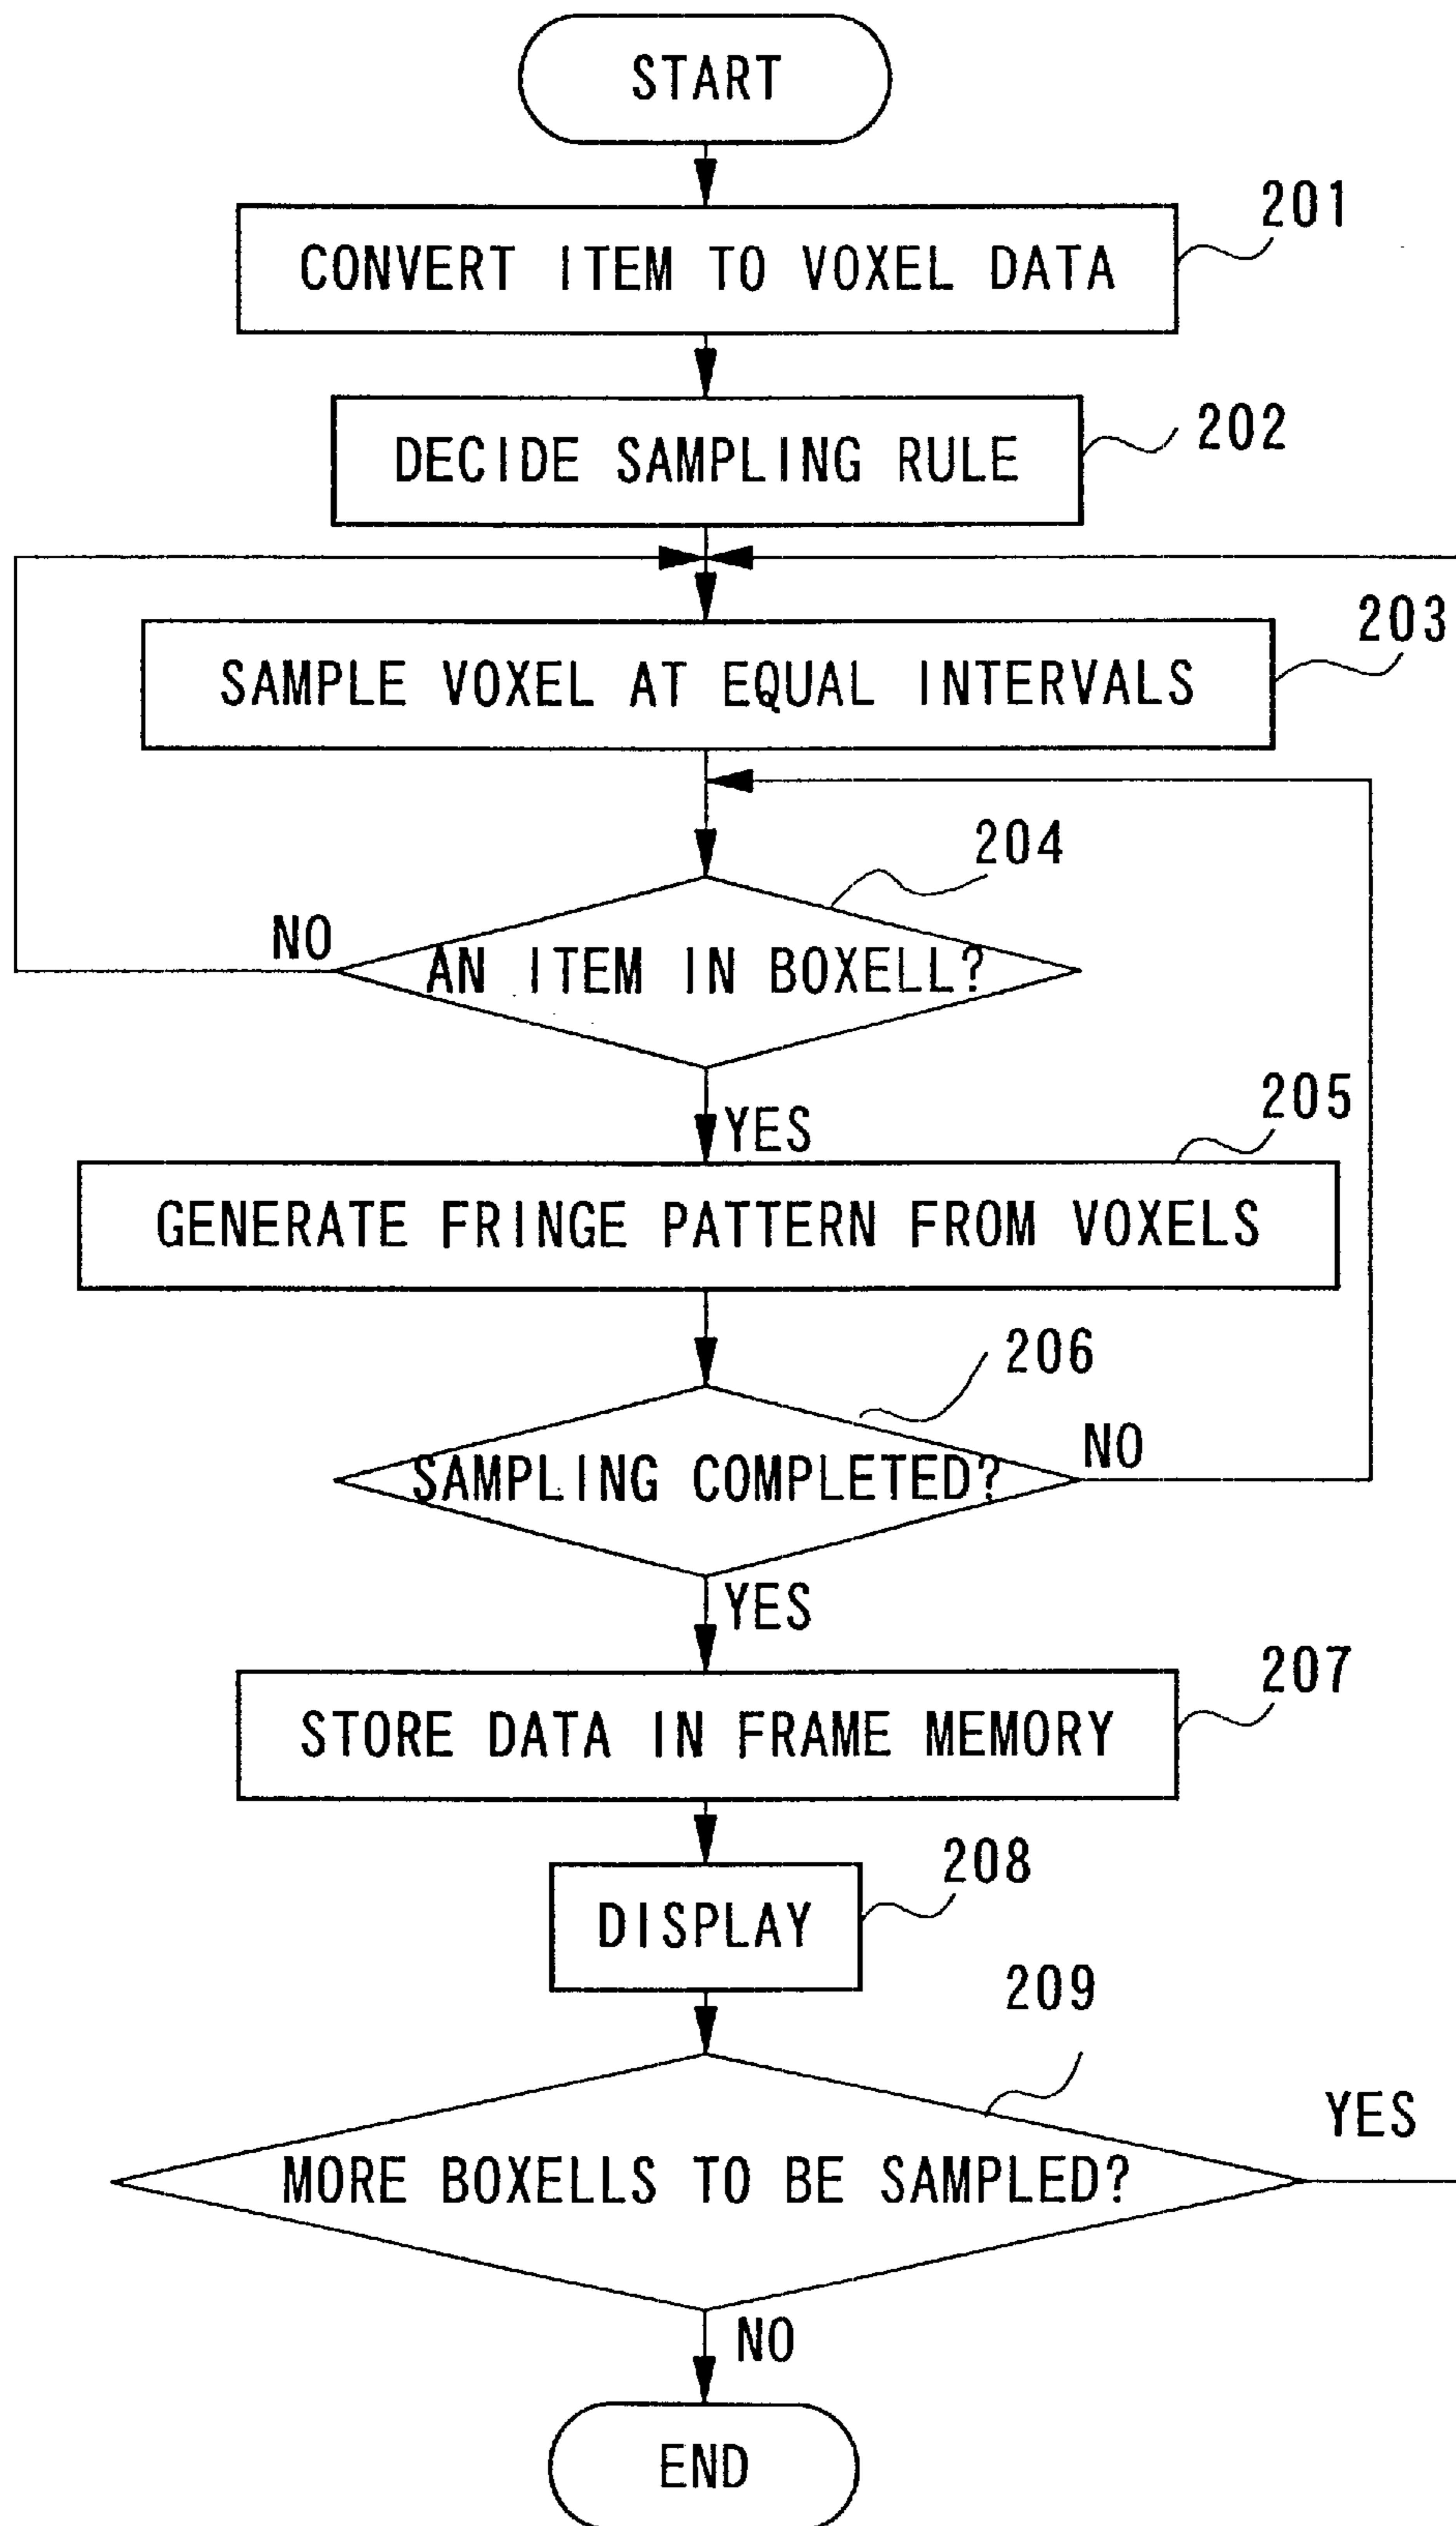 START
201
CONVERT ITEM TO VOXEL DATA
202
DECIDE SAMPLING RULE
203
SAMPLE VOXEL AT EQUAL INTERVALS
204
NO
AN ITEM IN BOXELL?
YES
205
GENERATE FRINGE PATTERN FROM VOXELS
206
NO
SAMPLING COMPLETED?
YES
207
STORE DATA IN FRAME MEMORY
208
DISPLAY
209
YES
MORE BOXELLS TO BE SAMPLED?
NO
END